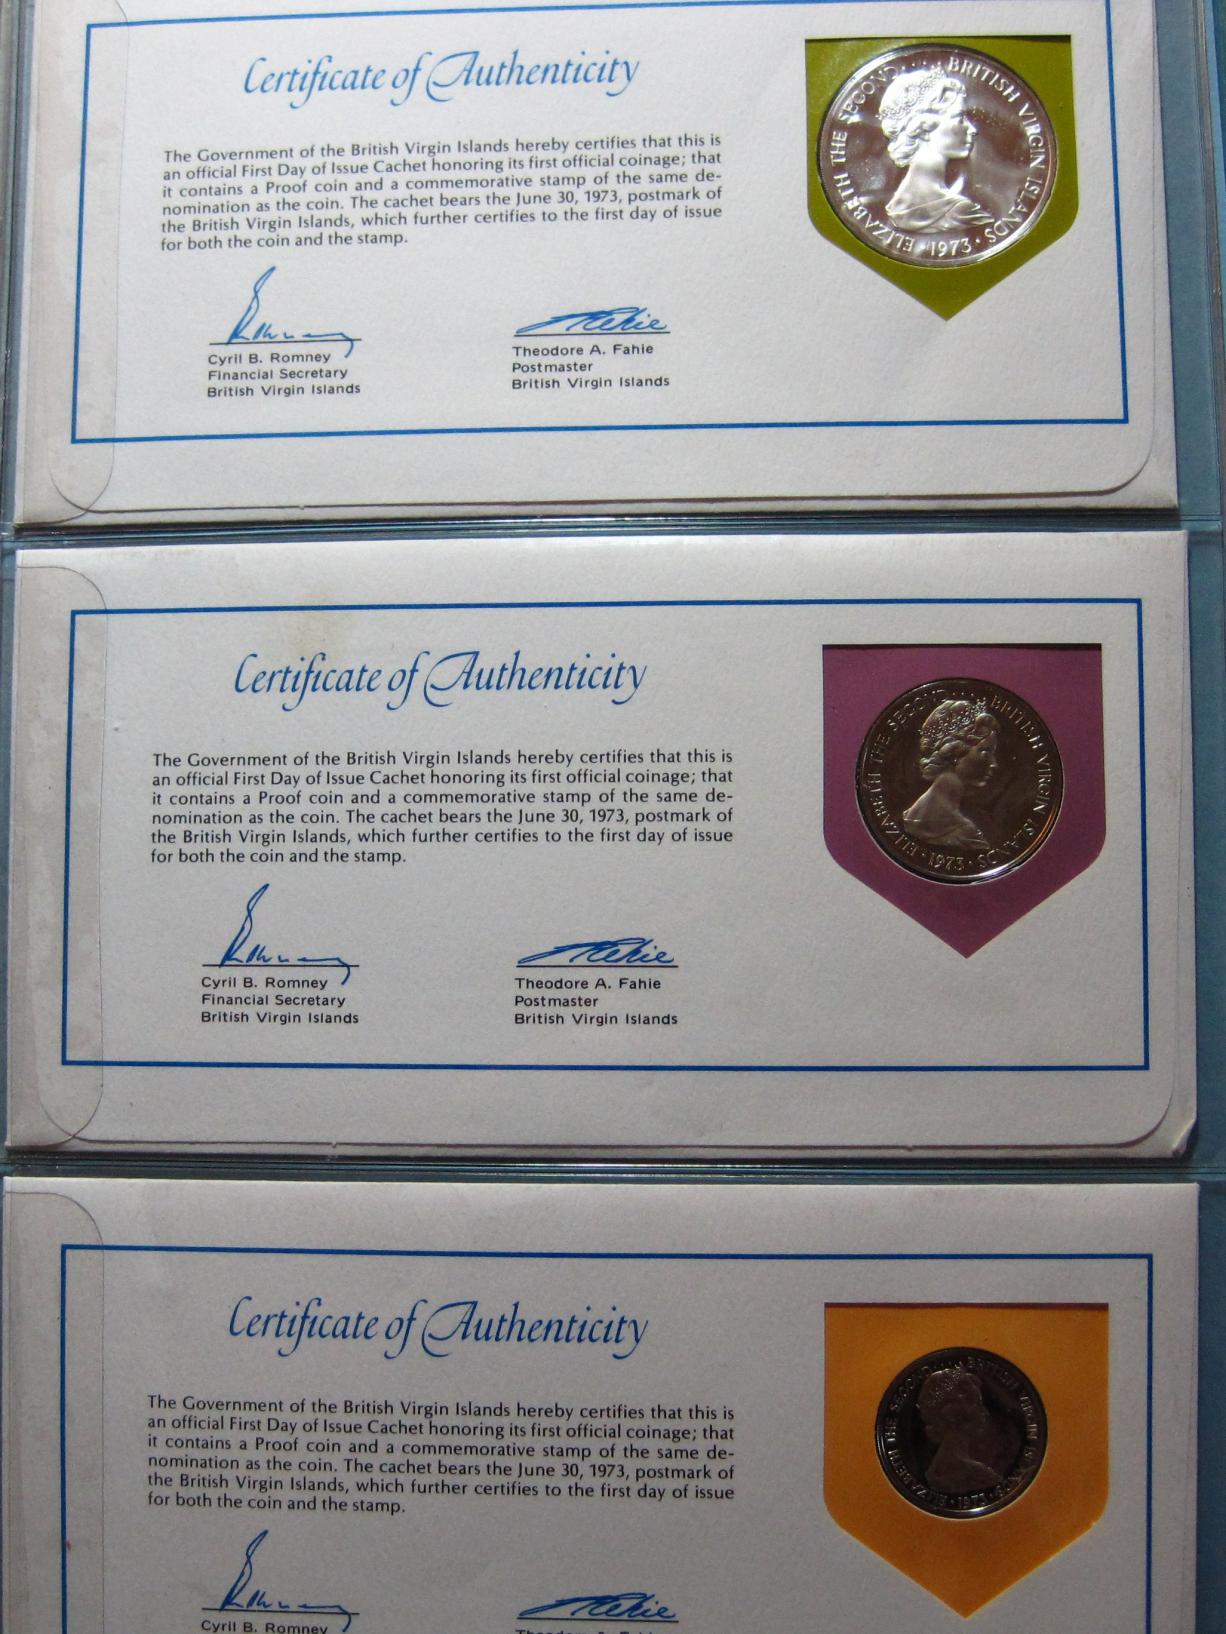 Certificate of Authenticity
The Government of the British Virgin Islands hereby certifies that this is
an official First Day of Issue Cachet honoring its first official coinage; that
it contains a Proof coin and a commemorative stamp of the same de-
nomination as the coin. The cachet bears the June 30, 1973, postmark of
the British Virgin Islands, which further certifies to the first day of issue
for both the coin and the stamp.
Romney
Cyril B. Romney
Financial Secretary
British Virgin Islands
Fahie
Theodore A. Fahie
Postmaster
British Virgin Islands
ELIZABETH THE SECOND.... BRITISH VIRGIN ISLANDS · 1973 ·
Certificate of Authenticity
The Government of the British Virgin Islands hereby certifies that this is
an official First Day of Issue Cachet honoring its first official coinage; that
it contains a Proof coin and a commemorative stamp of the same de-
nomination as the coin. The cachet bears the June 30, 1973, postmark of
the British Virgin Islands, which further certifies to the first day of issue
for both the coin and the stamp.
Romney
Cyril B. Romney
Financial Secretary
British Virgin Islands
Fahie
Theodore A. Fahie
Postmaster
British Virgin Islands
ELIZABETH THE SECOND.... BRITISH VIRGIN ISLANDS · 1973 ·
Certificate of Authenticity
The Government of the British Virgin Islands hereby certifies that this is
an official First Day of Issue Cachet honoring its first official coinage; that
it contains a Proof coin and a commemorative stamp of the same de-
nomination as the coin. The cachet bears the June 30, 1973, postmark of
the British Virgin Islands, which further certifies to the first day of issue
for both the coin and the stamp.
Romney
Cyril B. Romney
Fahie
ELIZABETH THE SECOND.... BRITISH VIRGIN ISLANDS · 1973 ·